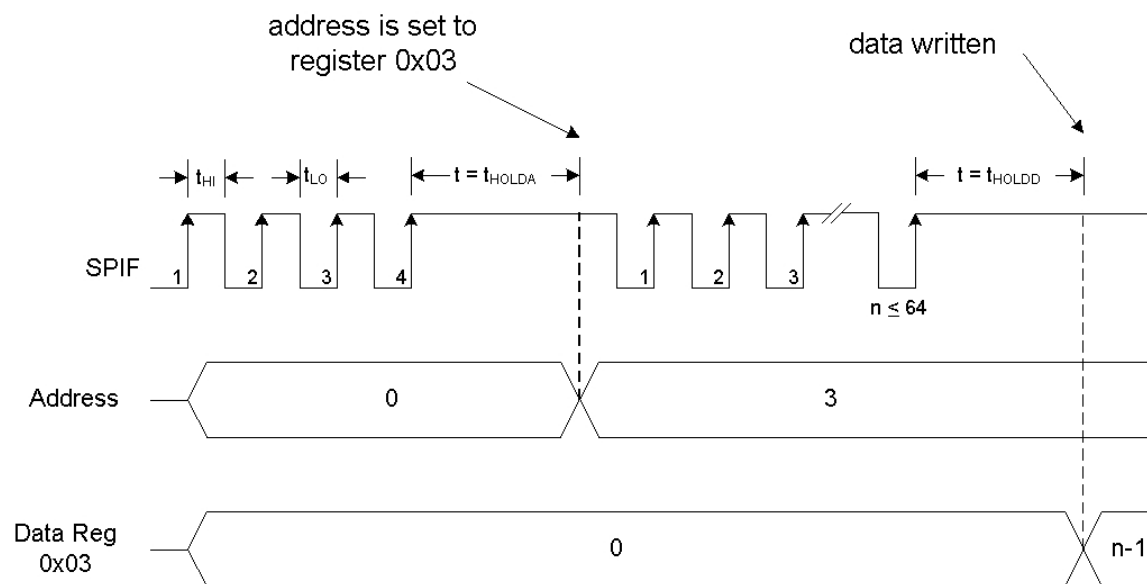 address is set to
register 0x03
data written
tHI
tLO
t = tHOLDA
t = tHOLDD
SPIF
1
2
3
4
1
2
3
n ≤ 64
Address
0
3
Data Reg
0x03
0
n-1